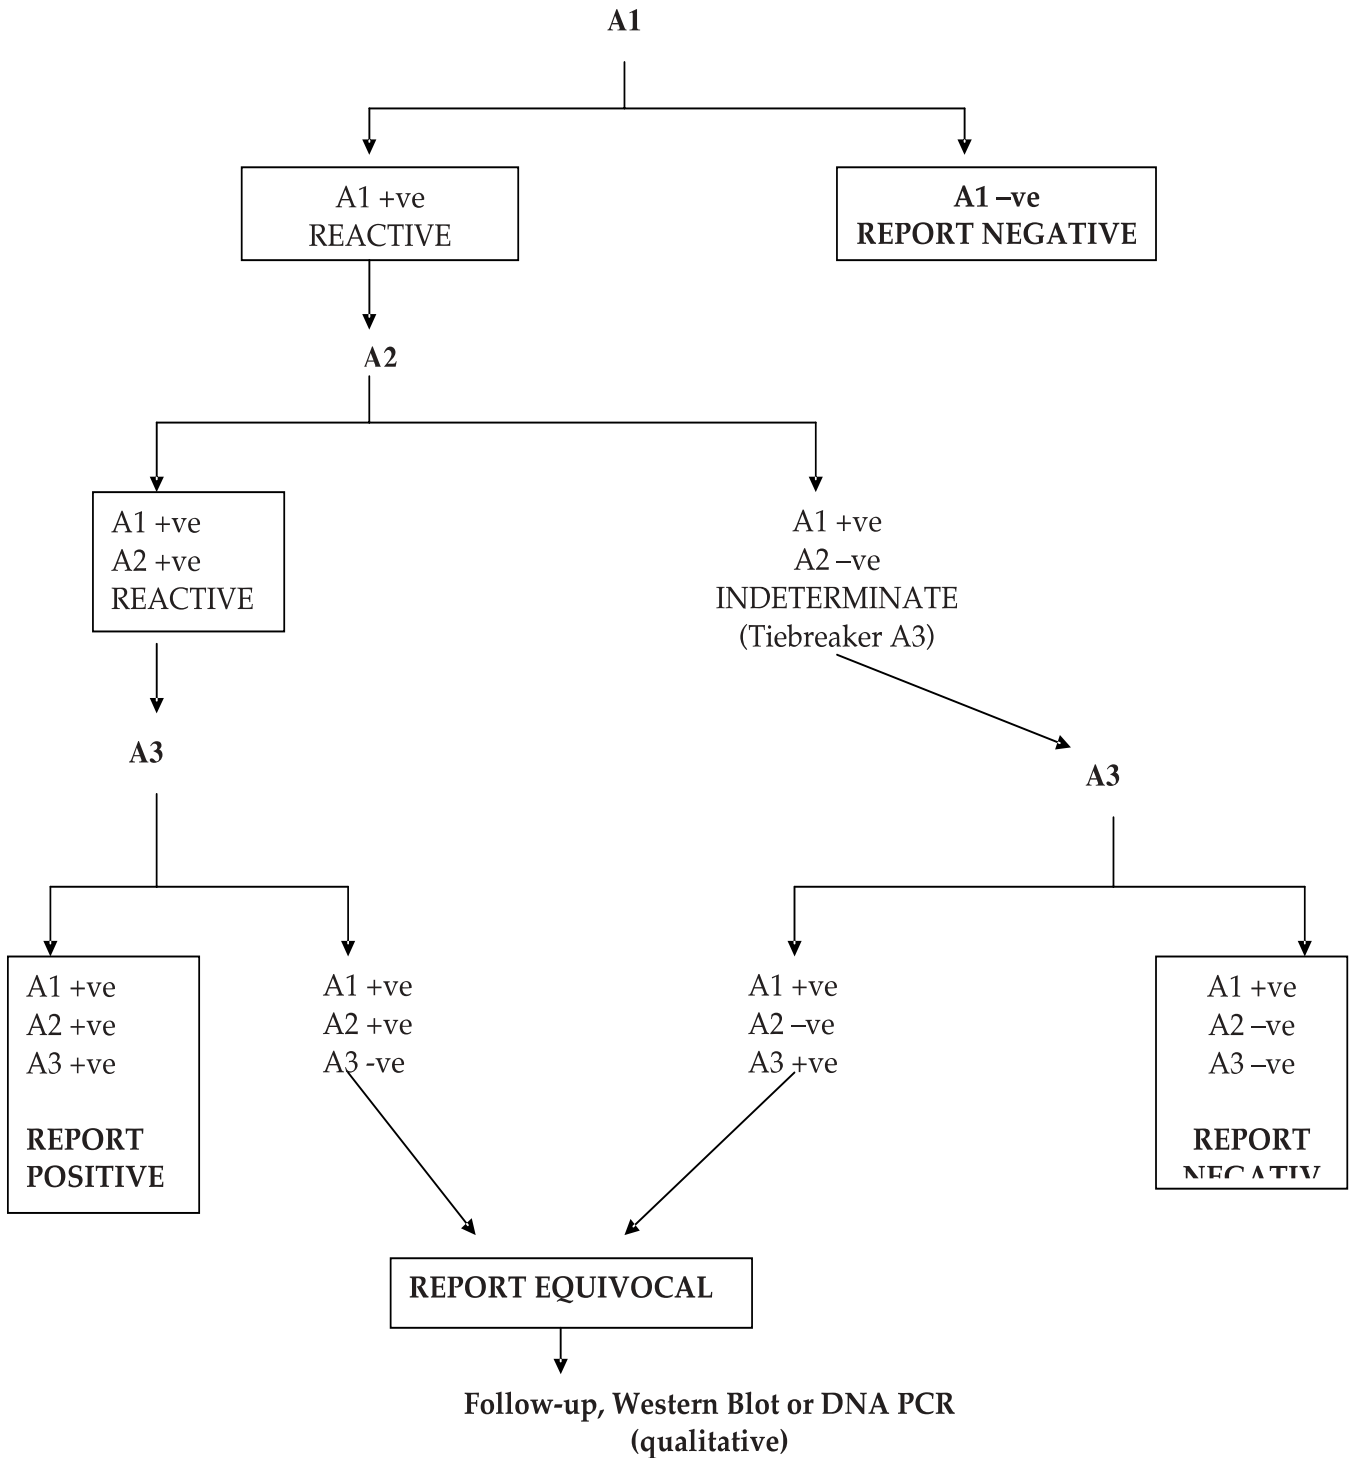 A1
A1 +ve
REACTIVE
A1 –ve
REPORT NEGATIVE
A2
A1 +ve
A2 +ve
REACTIVE
A1 +ve
A2 –ve
INDETERMINATE
(Tiebreaker A3)
A3
A3
A1 +ve
A2 +ve
A3 +ve
REPORT
POSITIVE
A1 +ve
A2 +ve
A3 -ve
A1 +ve
A2 –ve
A3 +ve
A1 +ve
A2 –ve
A3 –ve
REPORT
NEGATIV
REPORT EQUIVOCAL
Follow-up, Western Blot or DNA PCR
(qualitative)